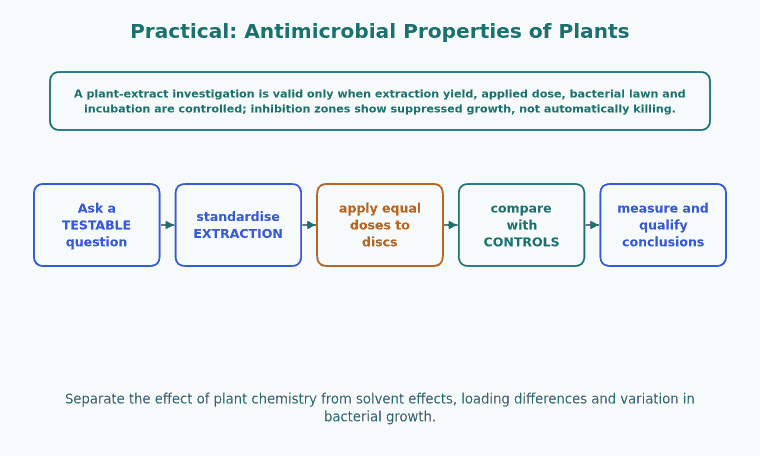 Practical: Antimicrobial Properties of Plants
A plant-extract investigation is valid only when extraction yield, applied dose, bacterial lawn and
incubation are controlled; inhibition zones show suppressed growth, not automatically killing.
Ask a
TESTABLE
question
standardise
EXTRACTION
apply equal
doses to
discs
compare
with
CONTROLS
measure and
qualify
conclusions
Separate the effect of plant chemistry from solvent effects, loading differences and variation in
bacterial growth.